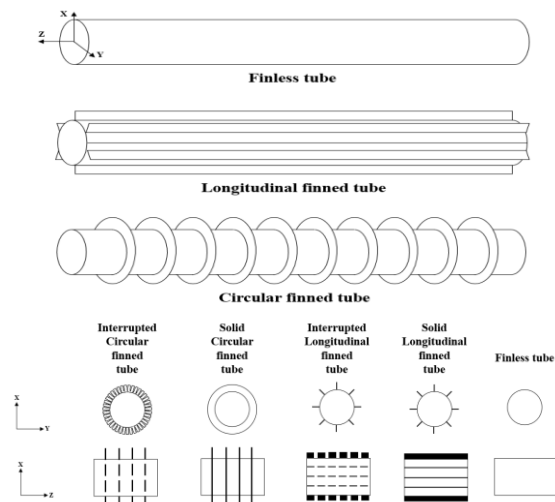 X
Z
Y
Finless tube
Longitudinal finned tube
Circular finned tube
Interrupted
Circular
finned
tube
Solid
Circular
finned
tube
Interrupted
Longitudinal
finned
tube
Solid
Longitudinal
finned
tube
Finless tube
X
Y
X
Z